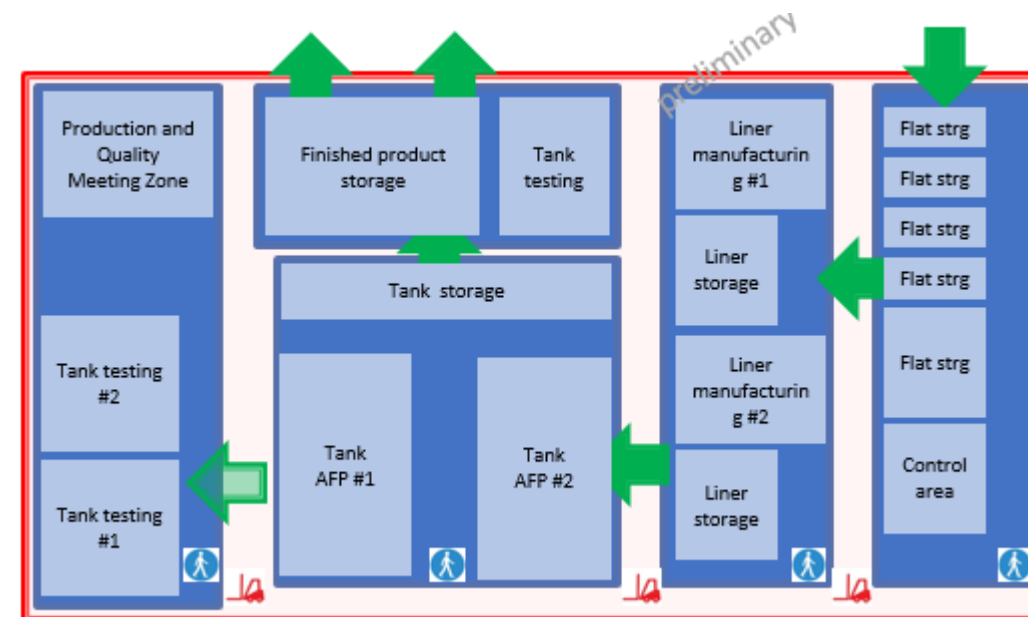 preliminary
Production and
Quality
Meeting Zone
Finished product
storage
Tank
testing
Liner
manufacturin
g #1
Flat strg
Flat strg
Flat strg
Flat strg
Liner
storage
Tank storage
Flat strg
Liner
manufacturin
g #2
Tank testing
#2
Tank
AFP #1
Tank
AFP #2
Control
area
Liner
storage
Tank testing
#1